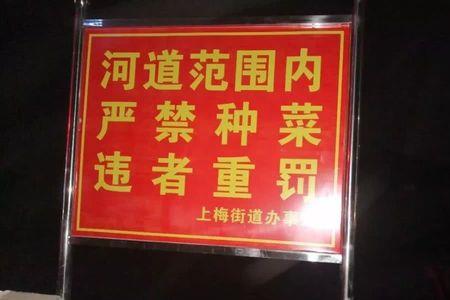 河道范围内
严禁种菜
违者重罚
上梅街道办事